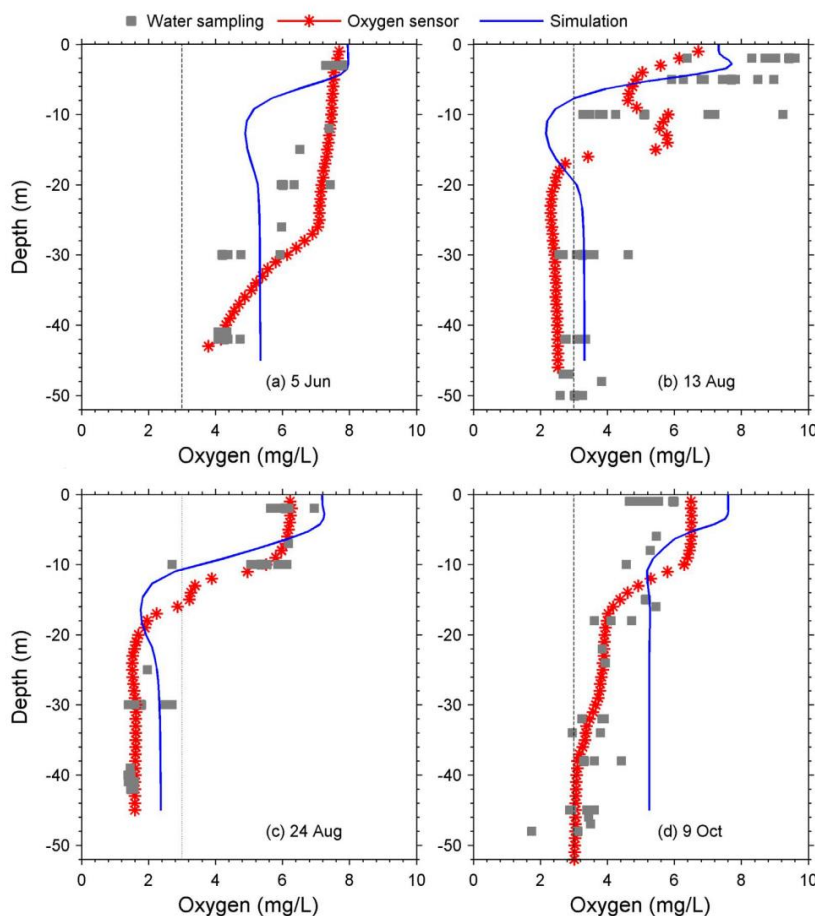 Water sampling Oxygen sensor Simulation
0
-10
-20
-30
-40
-50
Depth (m)
(a) 5 Jun
0 2 4 6 8 10
Oxygen (mg/L)
0
-10
-20
-30
-40
-50
(b) 13 Aug
0 2 4 6 8 10
Oxygen (mg/L)
0
-10
-20
-30
-40
-50
Depth (m)
(c) 24 Aug
0 2 4 6 8 10
Oxygen (mg/L)
0
-10
-20
-30
-40
-50
(d) 9 Oct
0 2 4 6 8 10
Oxygen (mg/L)